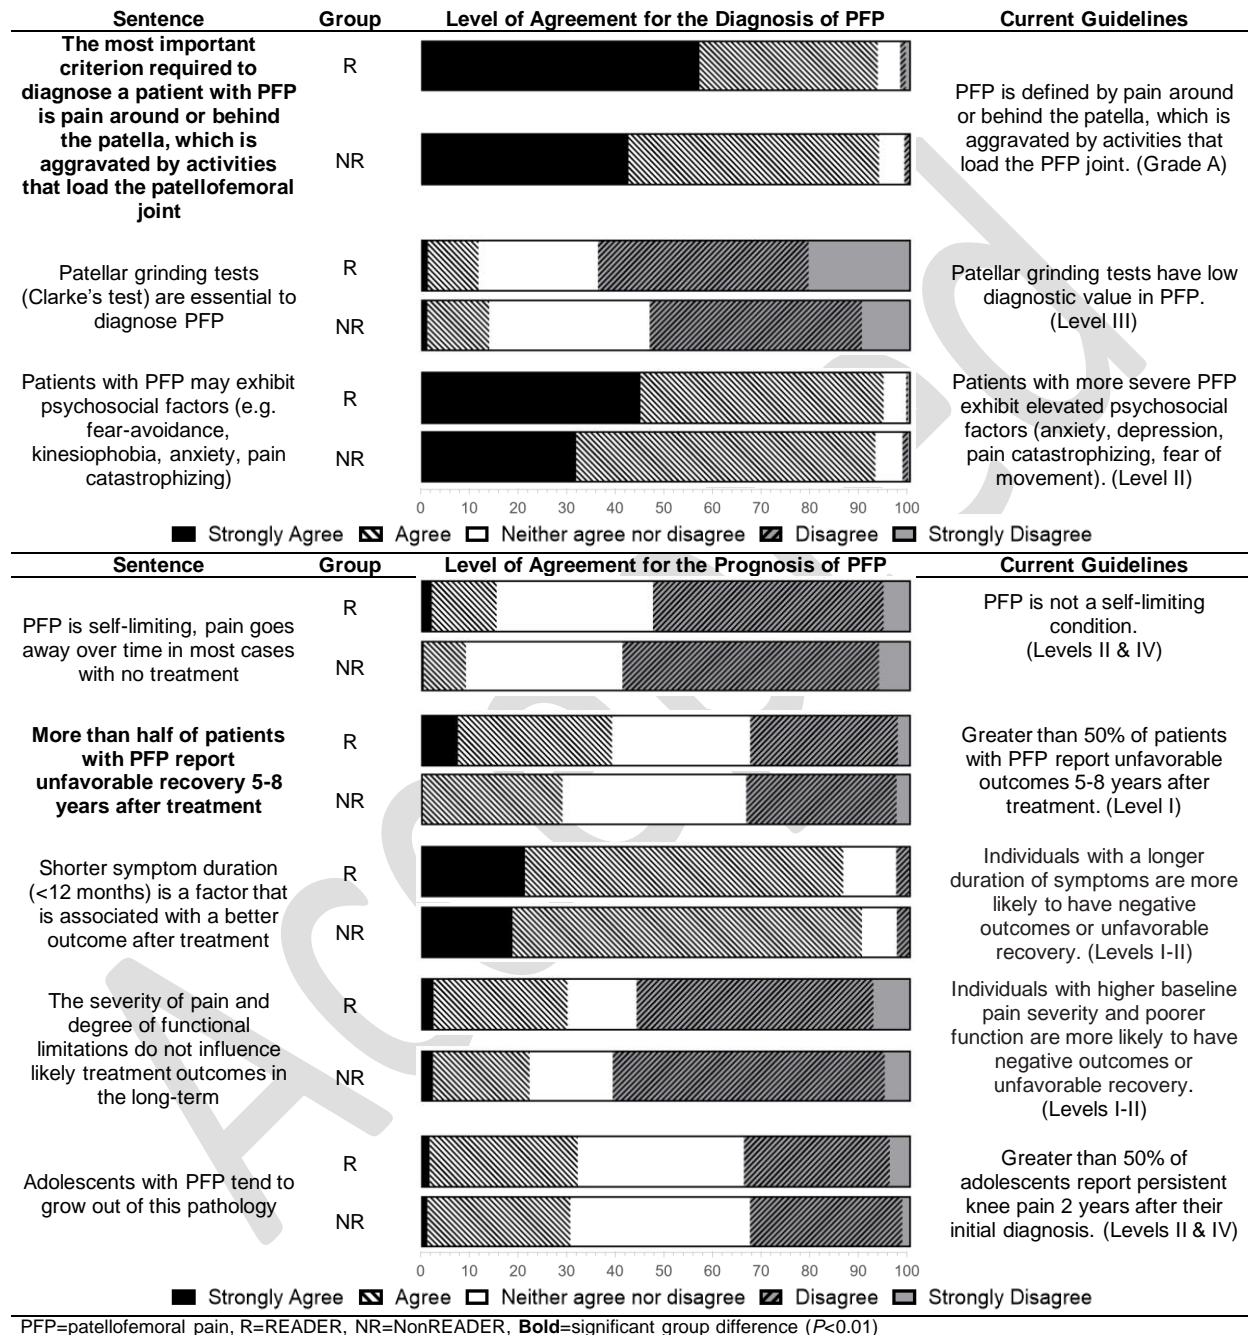 Sentence Group Level of Agreement for the Diagnosis of PFP Current Guidelines
The most important
criterion required to
diagnose a patient with PFP
is pain around or behind
the patella, which is
aggravated by activities
that load the patellofemoral
joint
R
NR
PFP is defined by pain around
or behind the patella, which is
aggravated by activities that
load the PFP joint. (Grade A)
Patellar grinding tests
(Clarke's test) are essential to
diagnose PFP
R
NR
Patellar grinding tests have low
diagnostic value in PFP.
(Level III)
Patients with PFP may exhibit
psychosocial factors (e.g.
fear-avoidance,
kinesiophobia, anxiety, pain
catastrophizing)
R
NR
Patients with more severe PFP
exhibit elevated psychosocial
factors (anxiety, depression,
pain catastrophizing, fear of
movement). (Level II)
0 10 20 30 40 50 60 70 80 90 100
Strongly Agree Agree Neither agree nor disagree Disagree Strongly Disagree
Sentence Group Level of Agreement for the Prognosis of PFP Current Guidelines
PFP is self-limiting, pain goes
away over time in most cases
with no treatment
R
NR
PFP is not a self-limiting
condition.
(Levels II & IV)
More than half of patients
with PFP report
unfavorable recovery 5-8
years after treatment
R
NR
Greater than 50% of patients
with PFP report unfavorable
outcomes 5-8 years after
treatment. (Level I)
Shorter symptom duration
(<12 months) is a factor that
is associated with a better
outcome after treatment
R
NR
Individuals with a longer
duration of symptoms are more
likely to have negative
outcomes or unfavorable
recovery. (Levels I-II)
The severity of pain and
degree of functional
limitations do not influence
likely treatment outcomes in
the long-term
R
NR
Individuals with higher baseline
pain severity and poorer
function are more likely to have
negative outcomes or
unfavorable recovery.
(Levels I-II)
Adolescents with PFP tend to
grow out of this pathology
R
NR
Greater than 50% of
adolescents report persistent
knee pain 2 years after their
initial diagnosis. (Levels II & IV)
0 10 20 30 40 50 60 70 80 90 100
Strongly Agree Agree Neither agree nor disagree Disagree Strongly Disagree
PFP=patellofemoral pain, R=READER, NR=NonREADER, Bold=significant group difference (P<0.01)